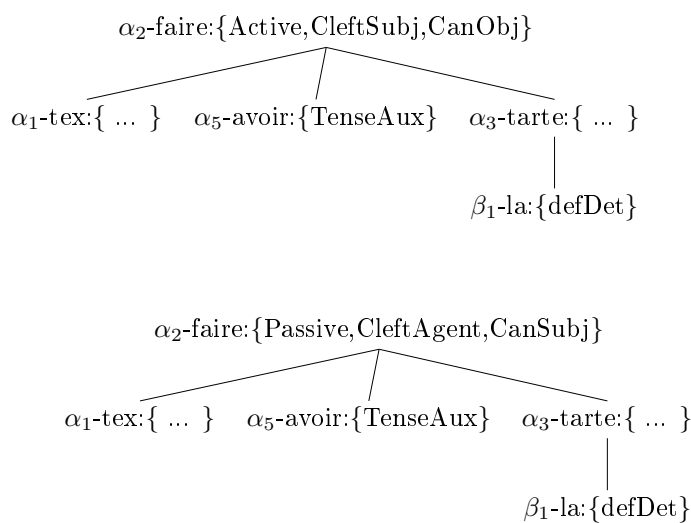 α₂-faire:{Active,CleftSubj,CanObj}
α₁-tex:{ ... } α₅-avoir:{TenseAux} α₃-tarte:{ ... }
β₁-la:{defDet}
α₂-faire:{Passive,CleftAgent,CanSubj}
α₁-tex:{ ... } α₅-avoir:{TenseAux} α₃-tarte:{ ... }
β₁-la:{defDet}